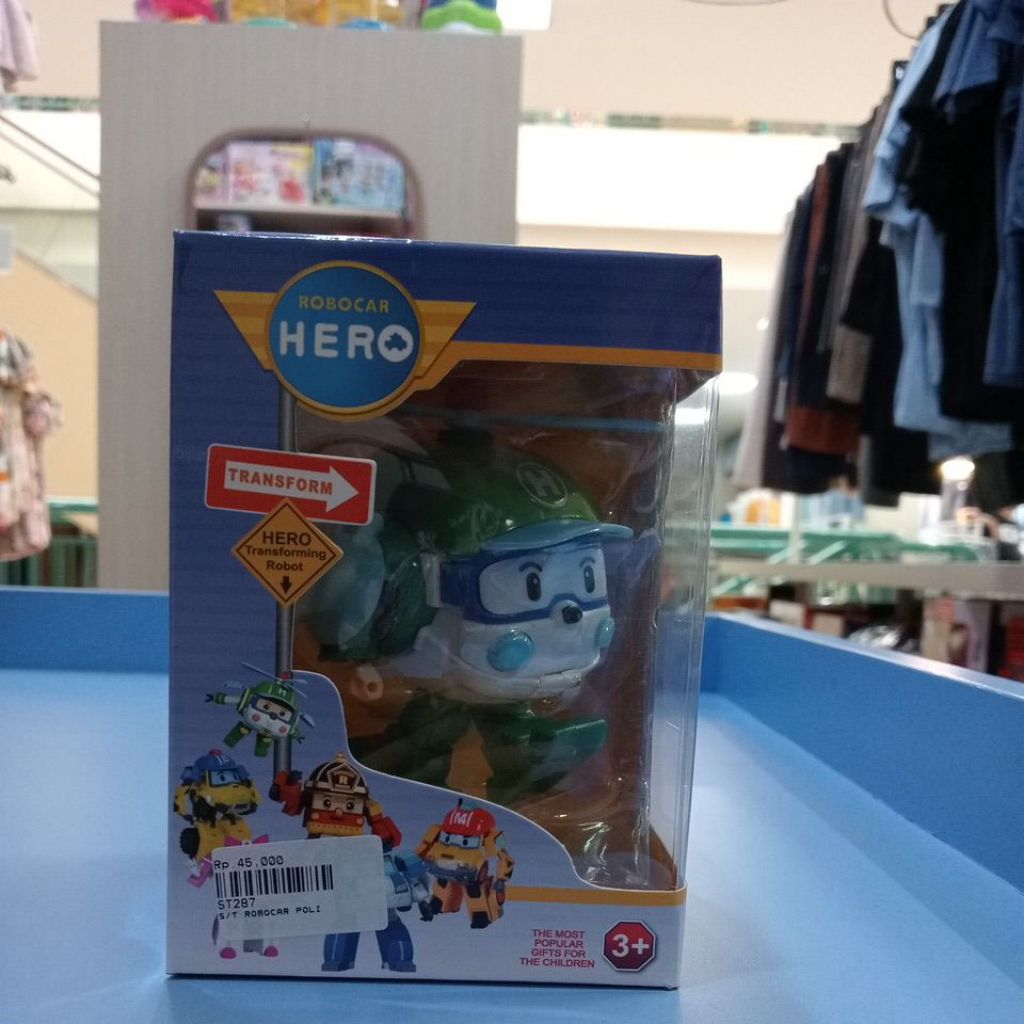 ROBOCAR
HERO
TRANSFORM
HERO
Transforming
Robot
H
H
R
M
Rp.45,000
ST287
S/T ROBOCAR POLI
THE MOST
POPULAR
GIFTS FOR
THE CHILDREN
3+